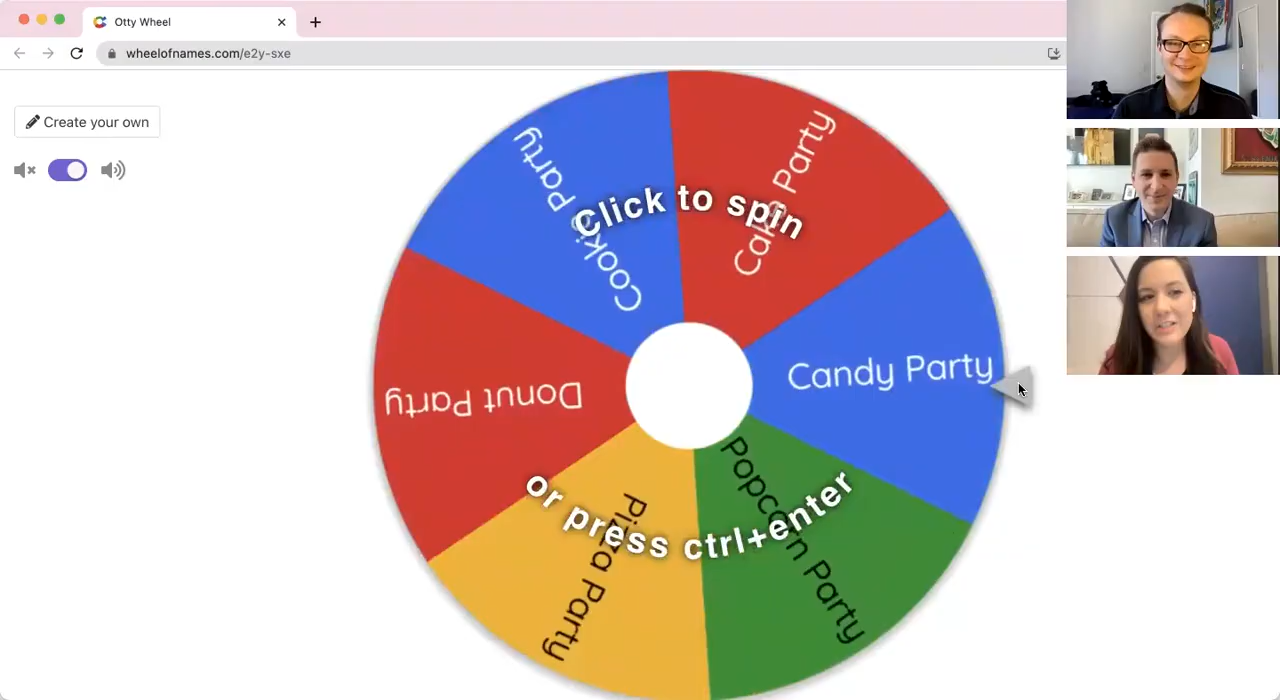 Otty Wheel
wheelofnames.com/e2y-sxe
Create your own
Cookie Party
Cake Party
Click to spin
Candy Party
Donut Party
or press ctrl+enter
Pizza Party
Popcorn Party